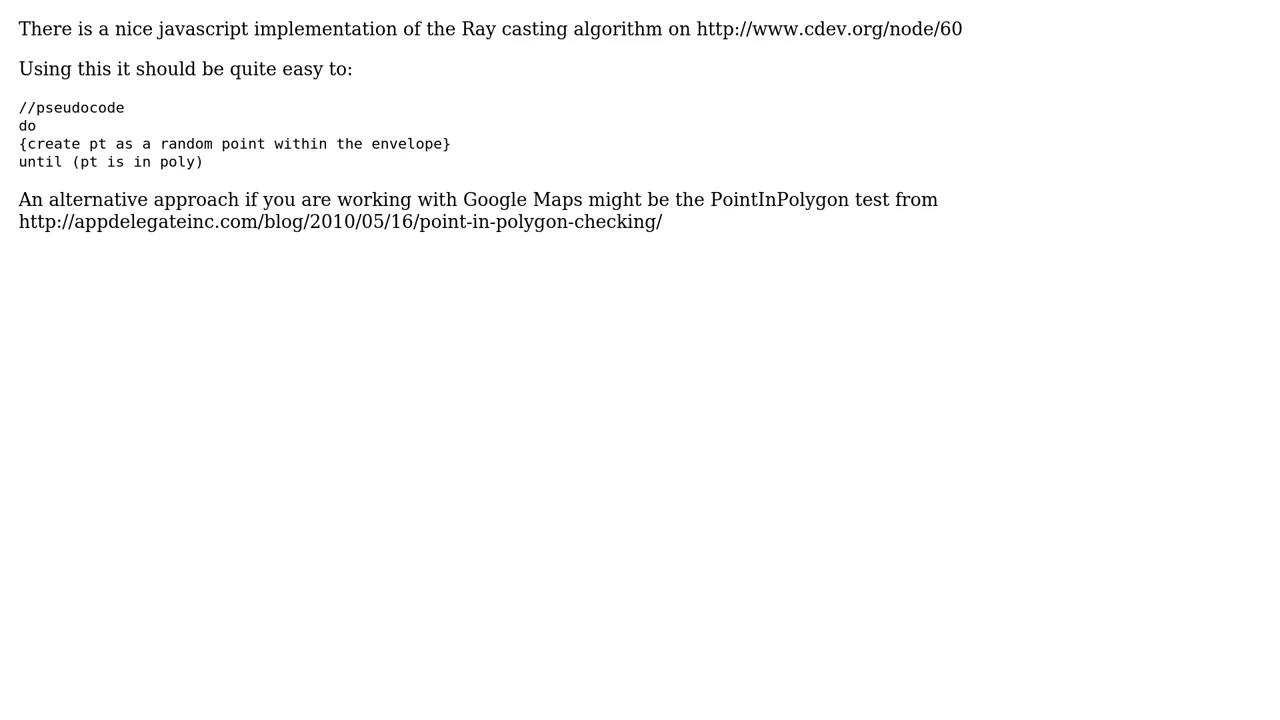 There is a nice javascript implementation of the Ray casting algorithm on http://www.cdev.org/node/60
Using this it should be quite easy to:
//pseudocode
do
{create pt as a random point within the envelope}
until (pt is in poly)
An alternative approach if you are working with Google Maps might be the PointInPolygon test from
http://appdelegateinc.com/blog/2010/05/16/point-in-polygon-checking/